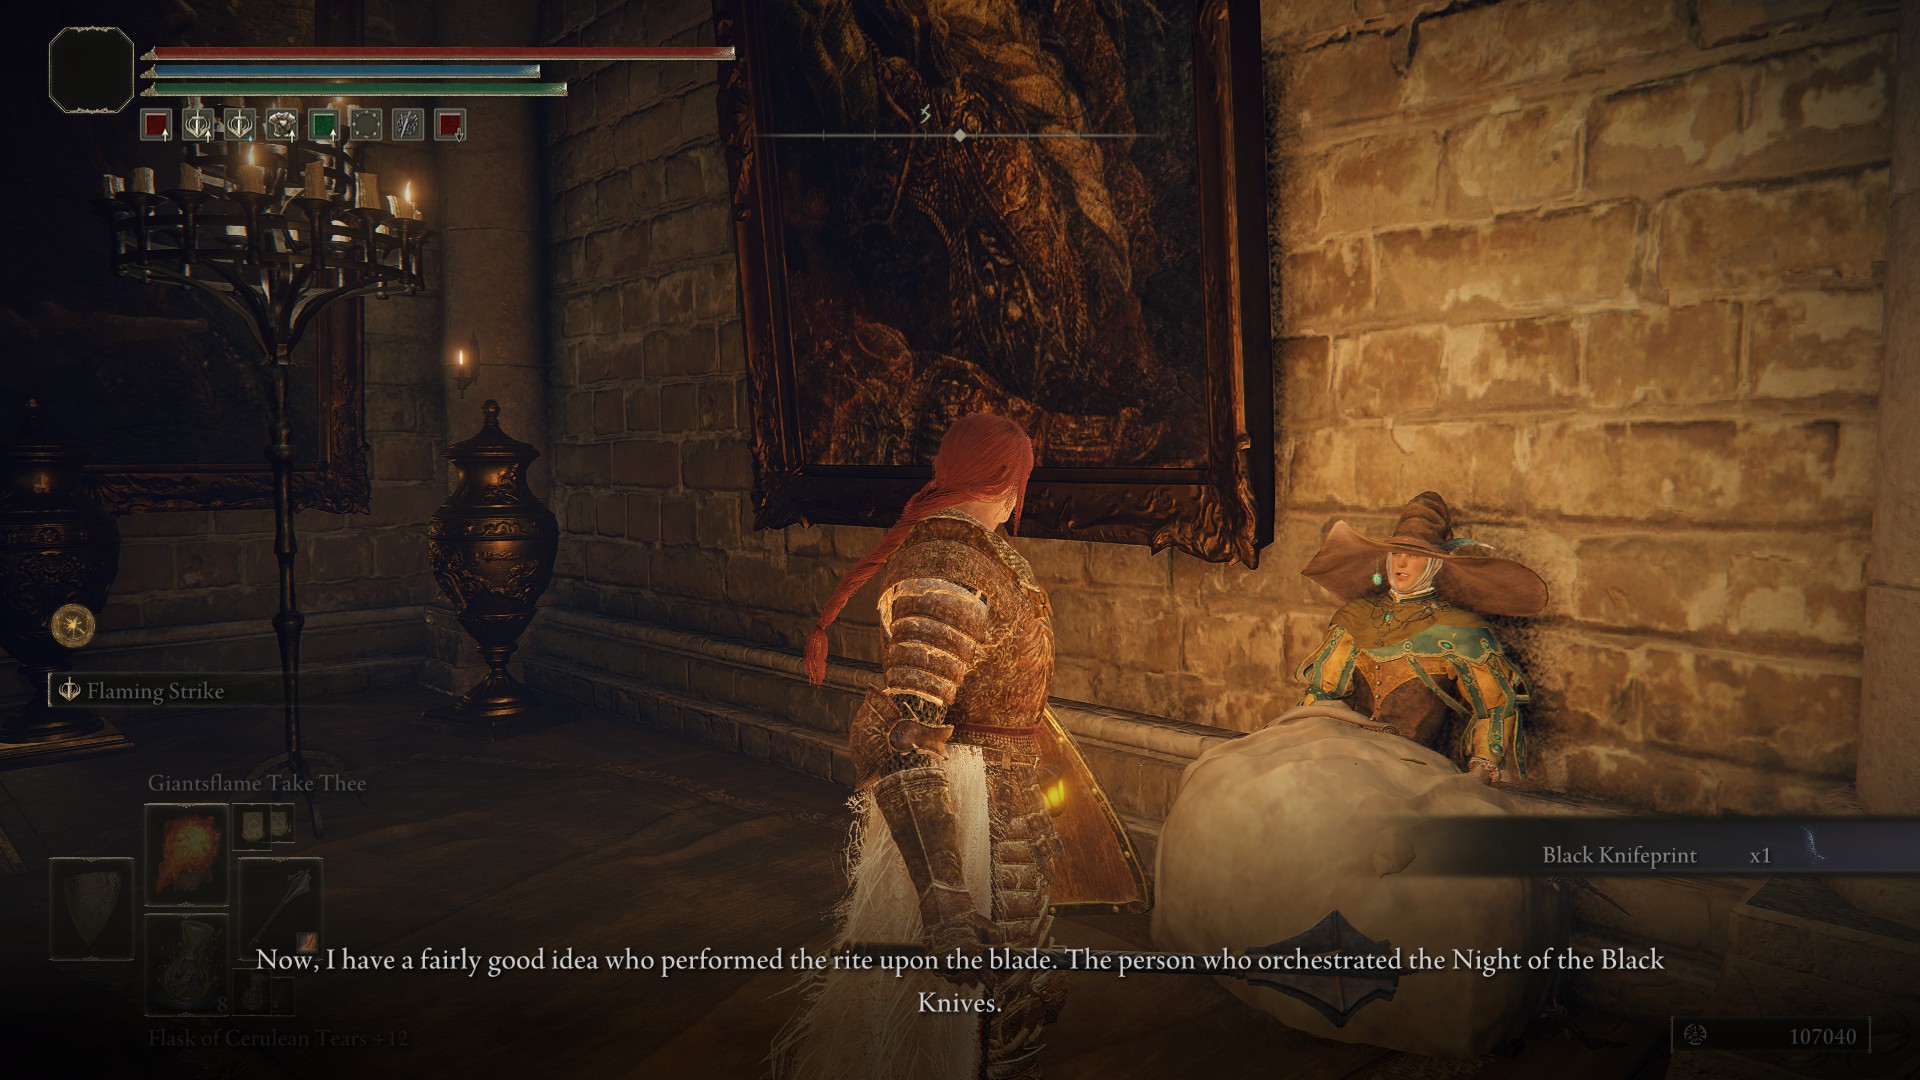 Flaming Strike
Giantsflame Take Thee
Black Knifeprint x1
8
Now, I have a fairly good idea who performed the rite upon the blade. The person who orchestrated the Night of the Black
Knives.
Flask of Cerulean Tears +12
107040